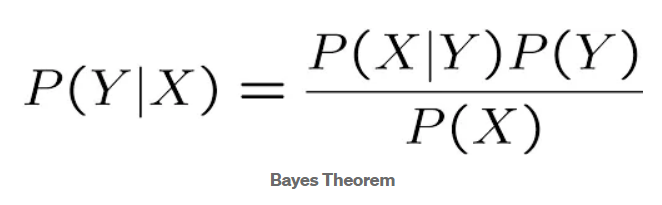 P(Y|X) = P(X|Y)P(Y) / P(X)
Bayes Theorem